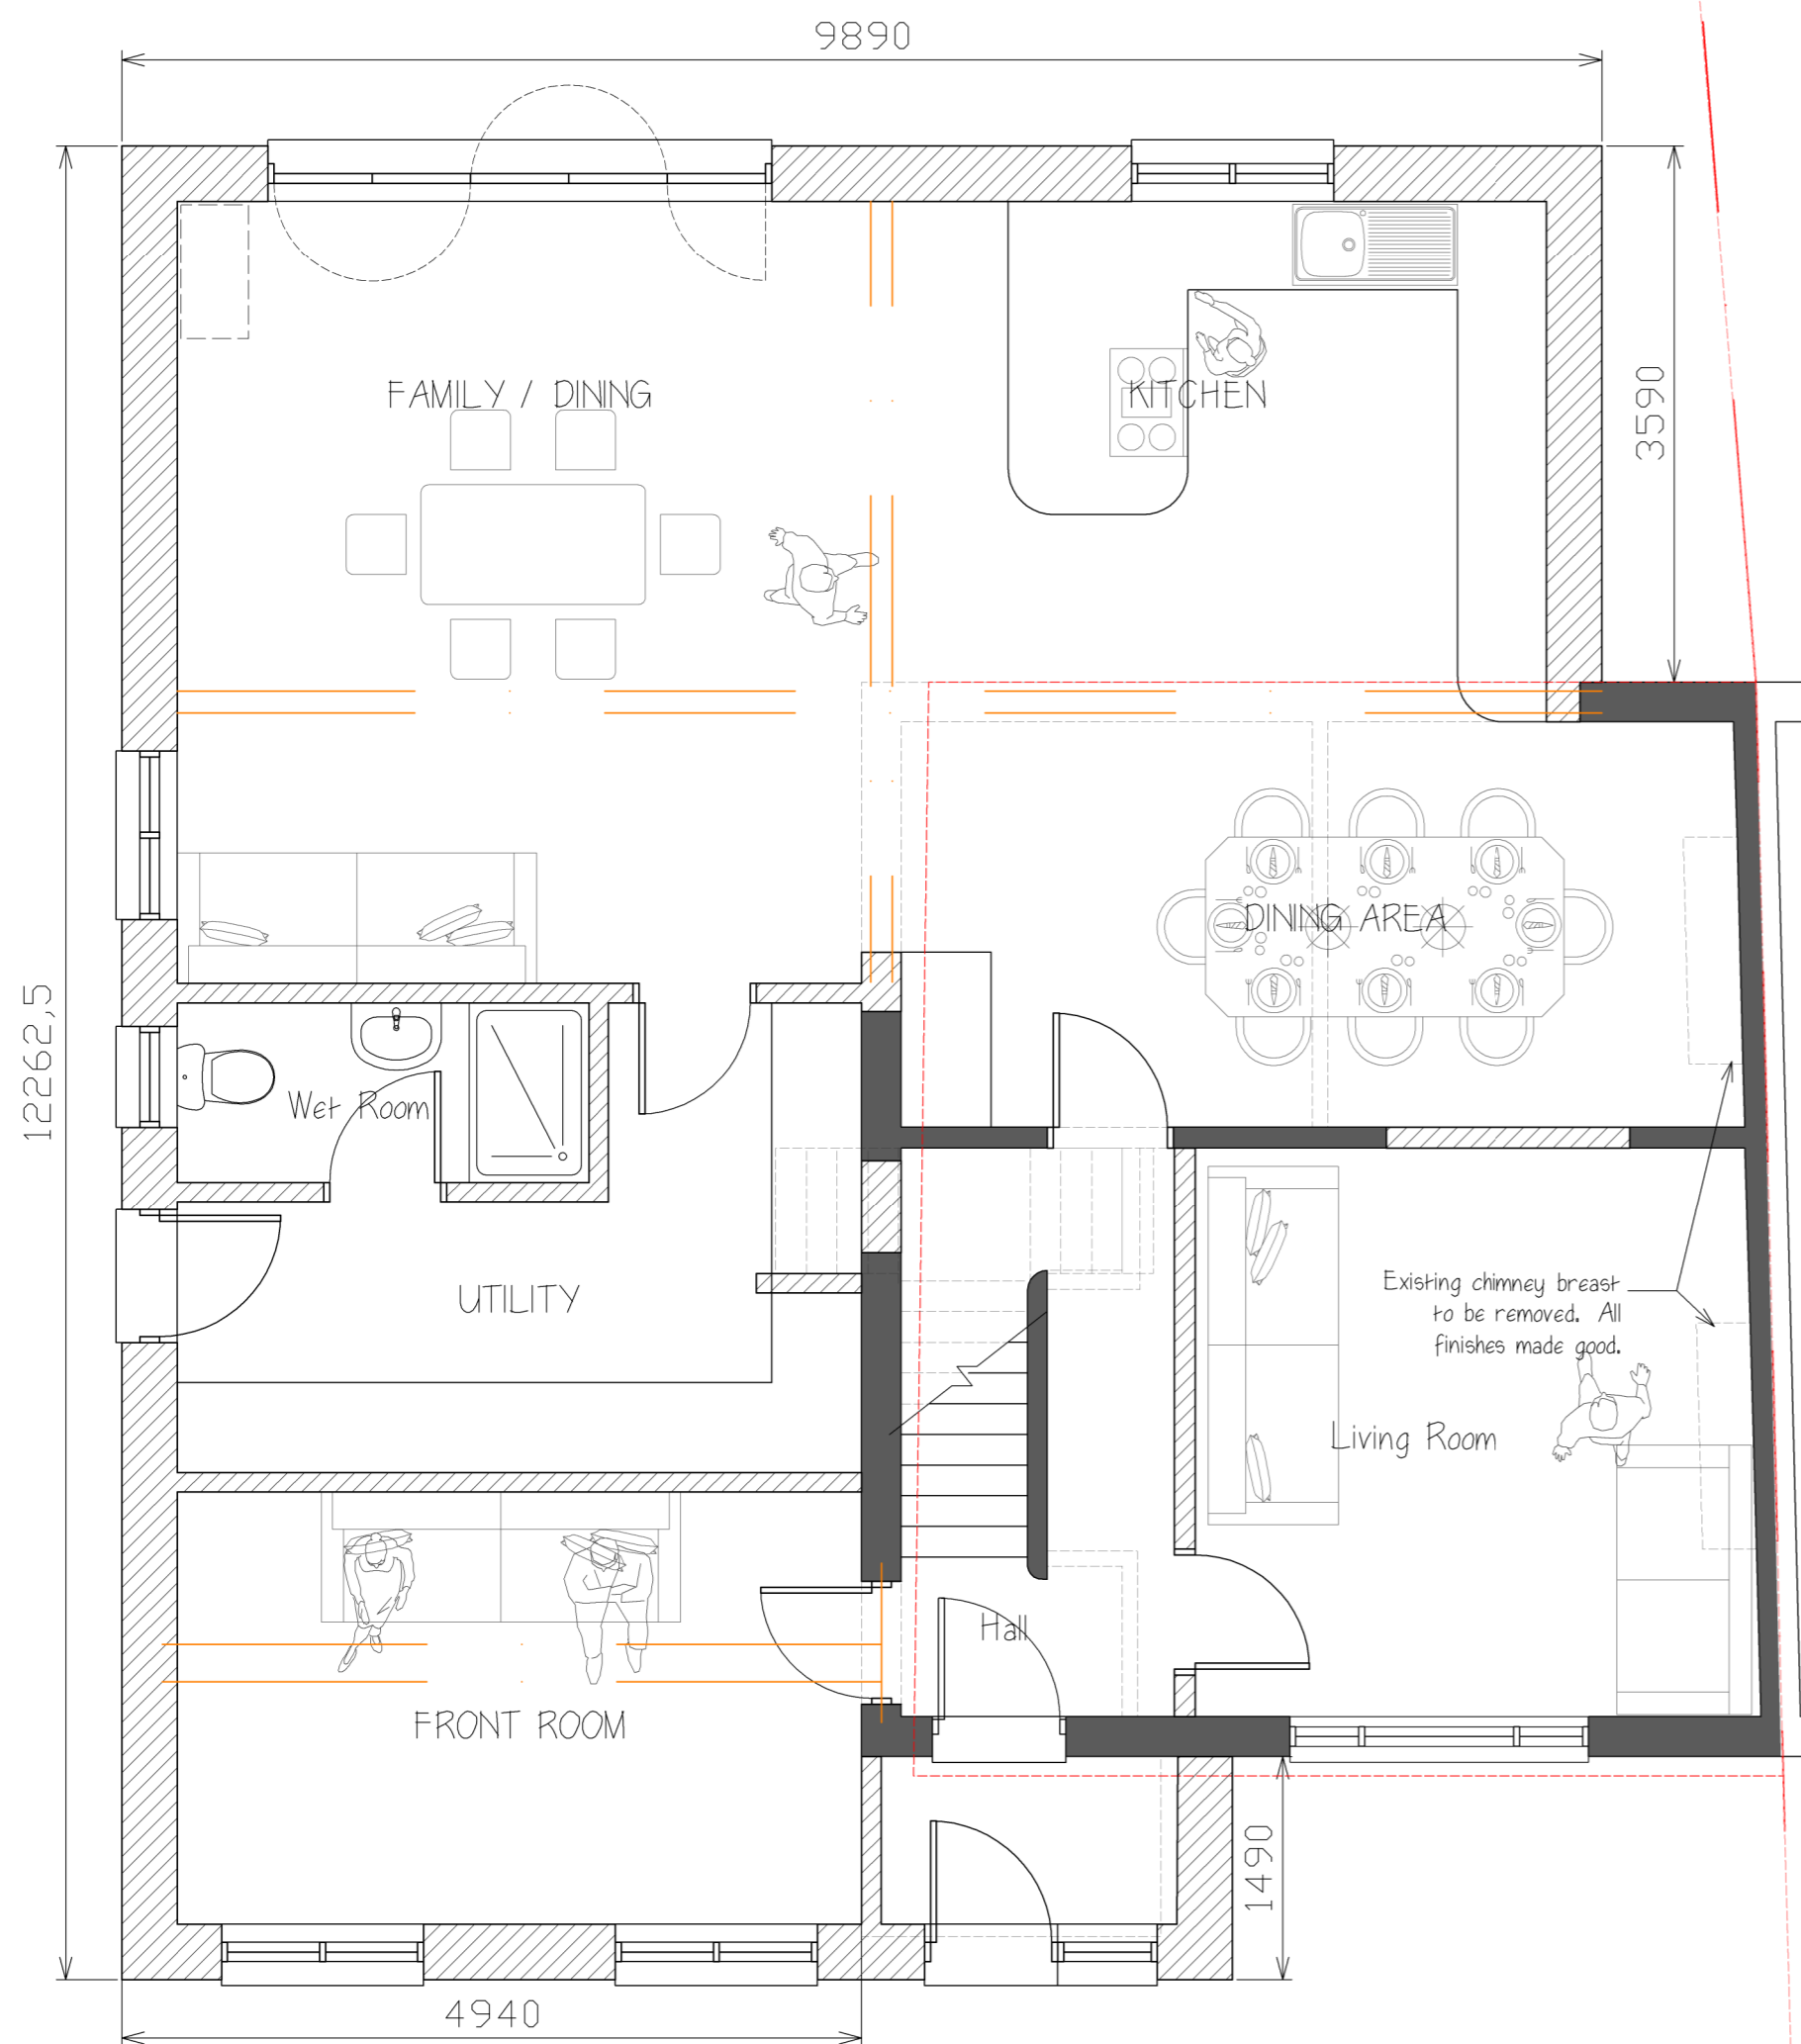 9890
FAMILY / DINING
KITCHEN
3590
DINING AREA
12262,5
Wet Room
UTILITY
Existing chimney breast
to be removed. All
finishes made good.
Living Room
Hall
FRONT ROOM
1490
4940